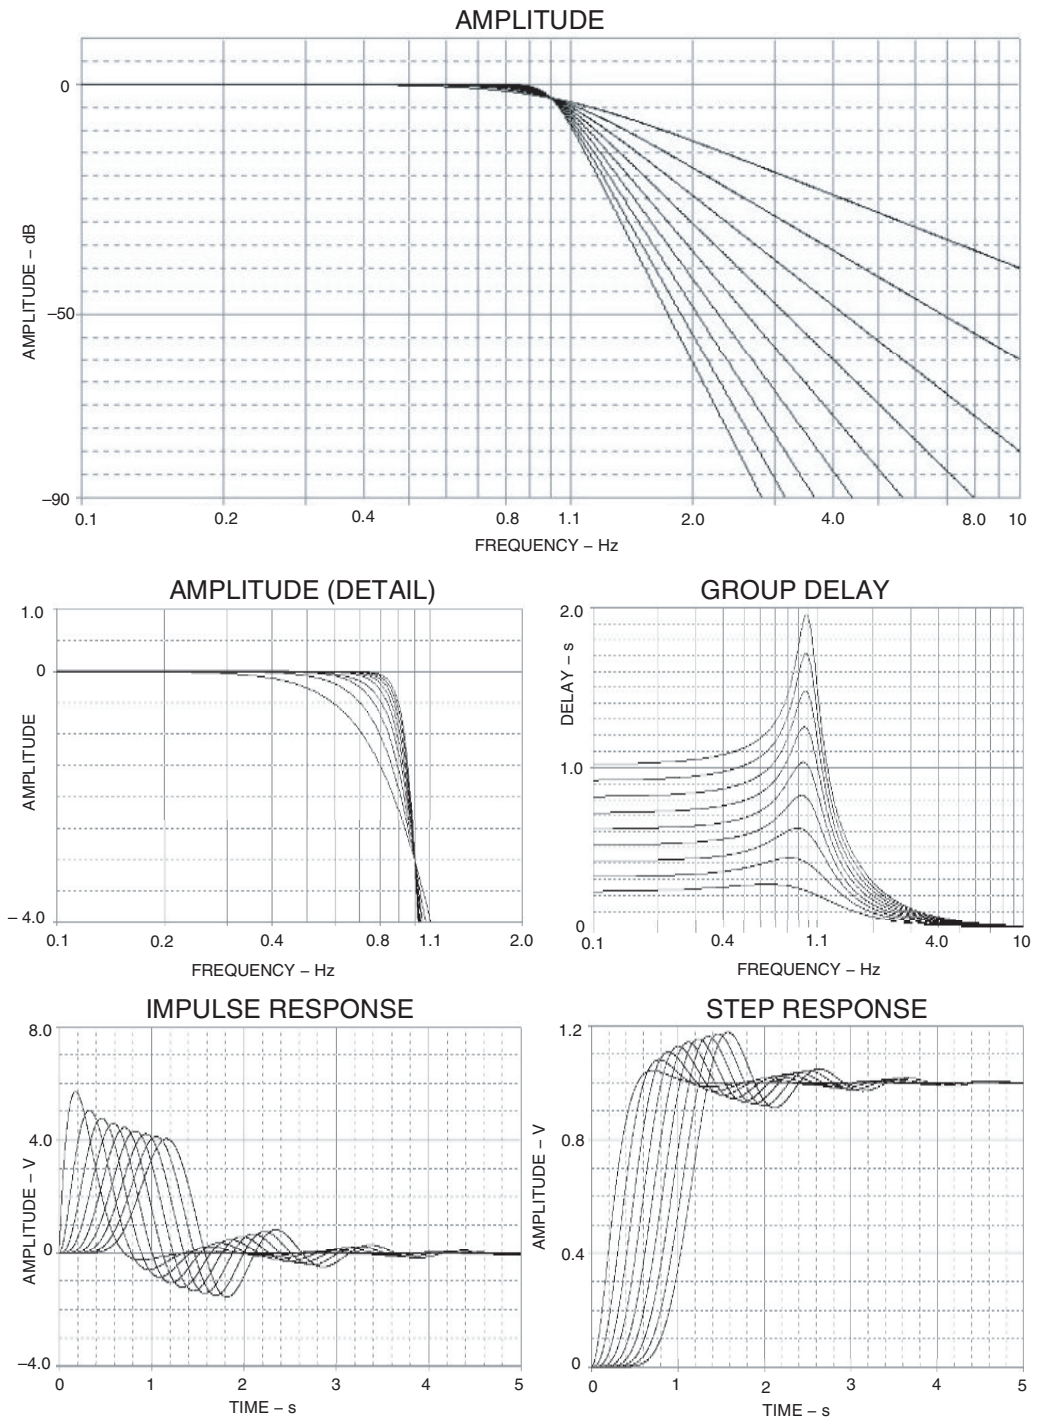 AMPLITUDE
0
AMPLITUDE – dB
–50
–90
0.1 0.2 0.4 0.8 1.1 2.0 4.0 8.0 10
FREQUENCY – Hz
AMPLITUDE (DETAIL)
1.0
0
AMPLITUDE
– 4.0
0.1 0.2 0.4 0.8 1.1 2.0
FREQUENCY – Hz
GROUP DELAY
2.0
DELAY – s
1.0
0
0.1 0.4 1.1 4.0 10
FREQUENCY – Hz
IMPULSE RESPONSE
8.0
4.0
AMPLITUDE – V
0
–4.0
0 1 2 3 4 5
TIME – s
STEP RESPONSE
1.2
0.8
AMPLITUDE – V
0.4
0
0 1 2 3 4 5
TIME – s